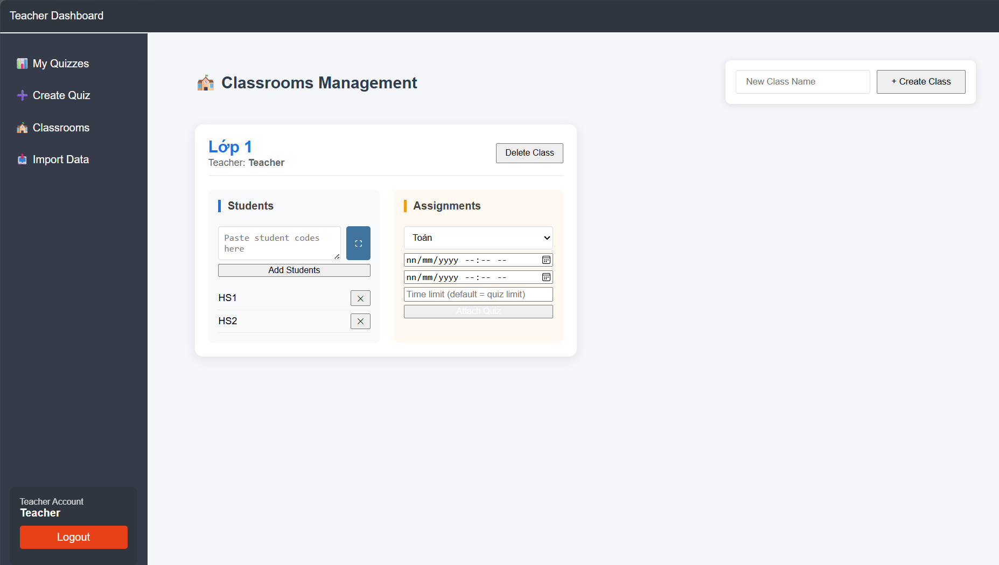 Teacher Dashboard
My Quizzes
Create Quiz
Classrooms
Import Data
Teacher Account
Teacher
Logout
Classrooms Management
New Class Name
+ Create Class
Lớp 1
Teacher: Teacher
Delete Class
Students
Paste student codes
here
Add Students
HS1
HS2
Assignments
Toán
nn/mm/yyyy --:-- --
nn/mm/yyyy --:-- --
Time limit (default = quiz limit)
Attach Quiz